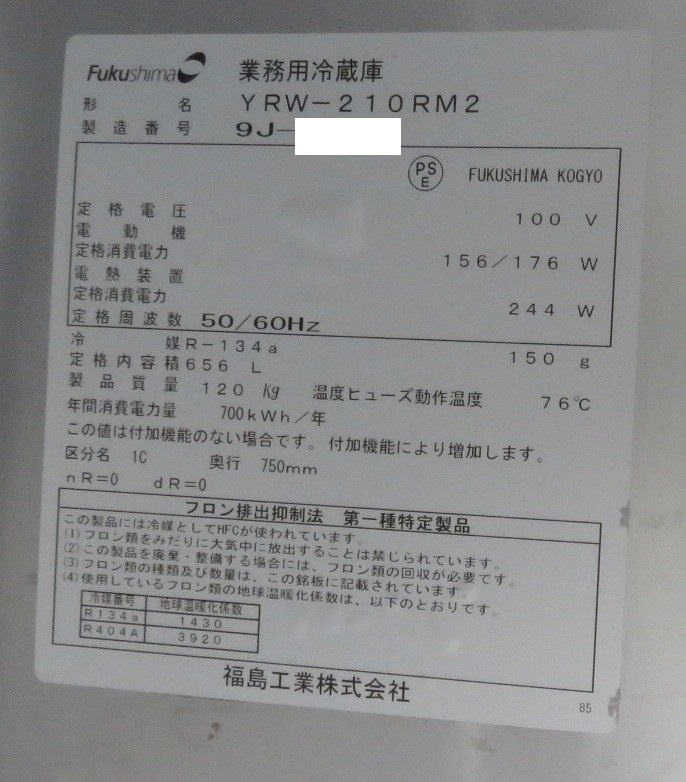 Fukushima 業務用冷蔵庫
形名 YRW-210RM2
製造番号 9J-
PSE FUKUSHIMA KOGYO
定格電圧 100 V
電動機
定格消費電力 156/176 W
電熱装置
定格消費電力 244 W
定格周波数 50/60Hz
冷媒 R-134a 150 g
定格内容積 656 L
製品質量 120 kg 温度ヒューズ動作温度 76℃
年間消費電力量 700kWh/年
この値は付加機能のない場合です。付加機能により増加します。
区分名 1C 奥行 750mm
nR=0 dR=0
フロン排出抑制法 第一種特定製品
この製品には冷媒としてHFCが使われています。
(1)フロン類をみだりに大気中に放出することは禁じられています。
(2)この製品を廃棄・整備する場合には、フロン類の回収が必要です。
(3)フロン類の種類及び数量は、この銘板に記載されています。
(4)使用しているフロン類の地球温暖化係数は、以下のとおりです。
冷媒番号 地球温暖化係数
R134a 1430
R404A 3920
福島工業株式会社
85